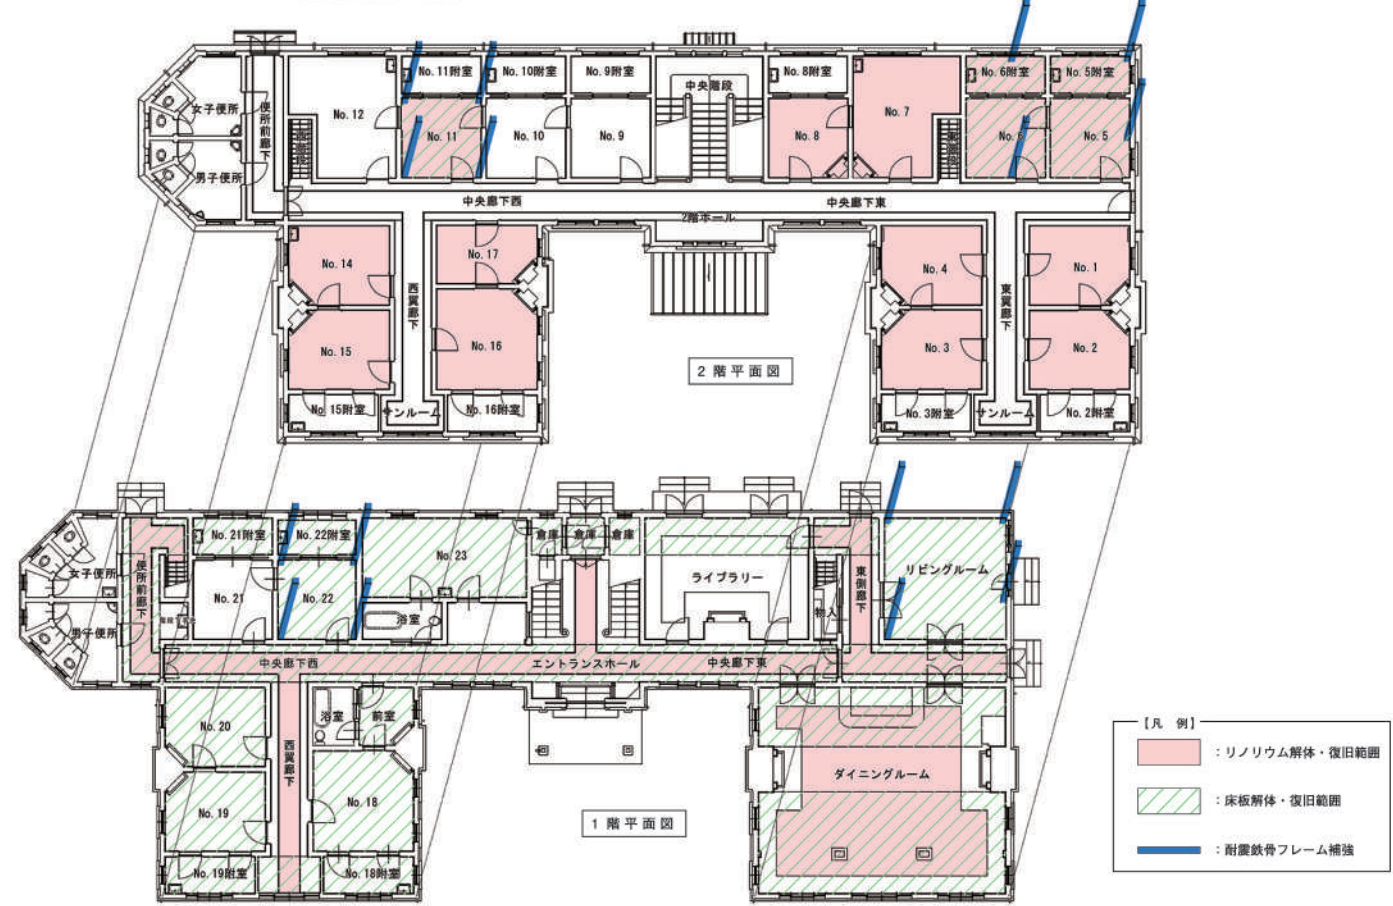 No. 11附室
No. 10附室
No. 9附室
中央階段
No. 8附室
No. 6附室
No. 5附室
女子便所
便所前廊下
No. 12
西階段
No. 11
No. 10
No. 9
No. 8
No. 7
東階段
No. 6
No. 5
男子便所
中央廊下西
中央廊下東
2階ホール
No. 14
No. 17
No. 4
No. 1
西翼廊下
東翼廊下
No. 15
No. 16
No. 3
No. 2
No. 15附室
サンルーム
No. 16附室
No. 3附室
サンルーム
No. 2附室
2階平面図
No. 21附室
No. 22附室
No. 23
倉庫
倉庫
倉庫
女子便所
便所前廊下
No. 21
No. 22
浴室
ライブラリー
物入
東側廊下
リビングルーム
男子便所
中央廊下西
エントランスホール
中央廊下東
No. 20
浴室
前室
西翼廊下
No. 19
No. 18
ダイニングルーム
No. 19附室
No. 18附室
1階平面図
【凡 例】
：リノリウム解体・復旧範囲
：床板解体・復旧範囲
：耐震鉄骨フレーム補強